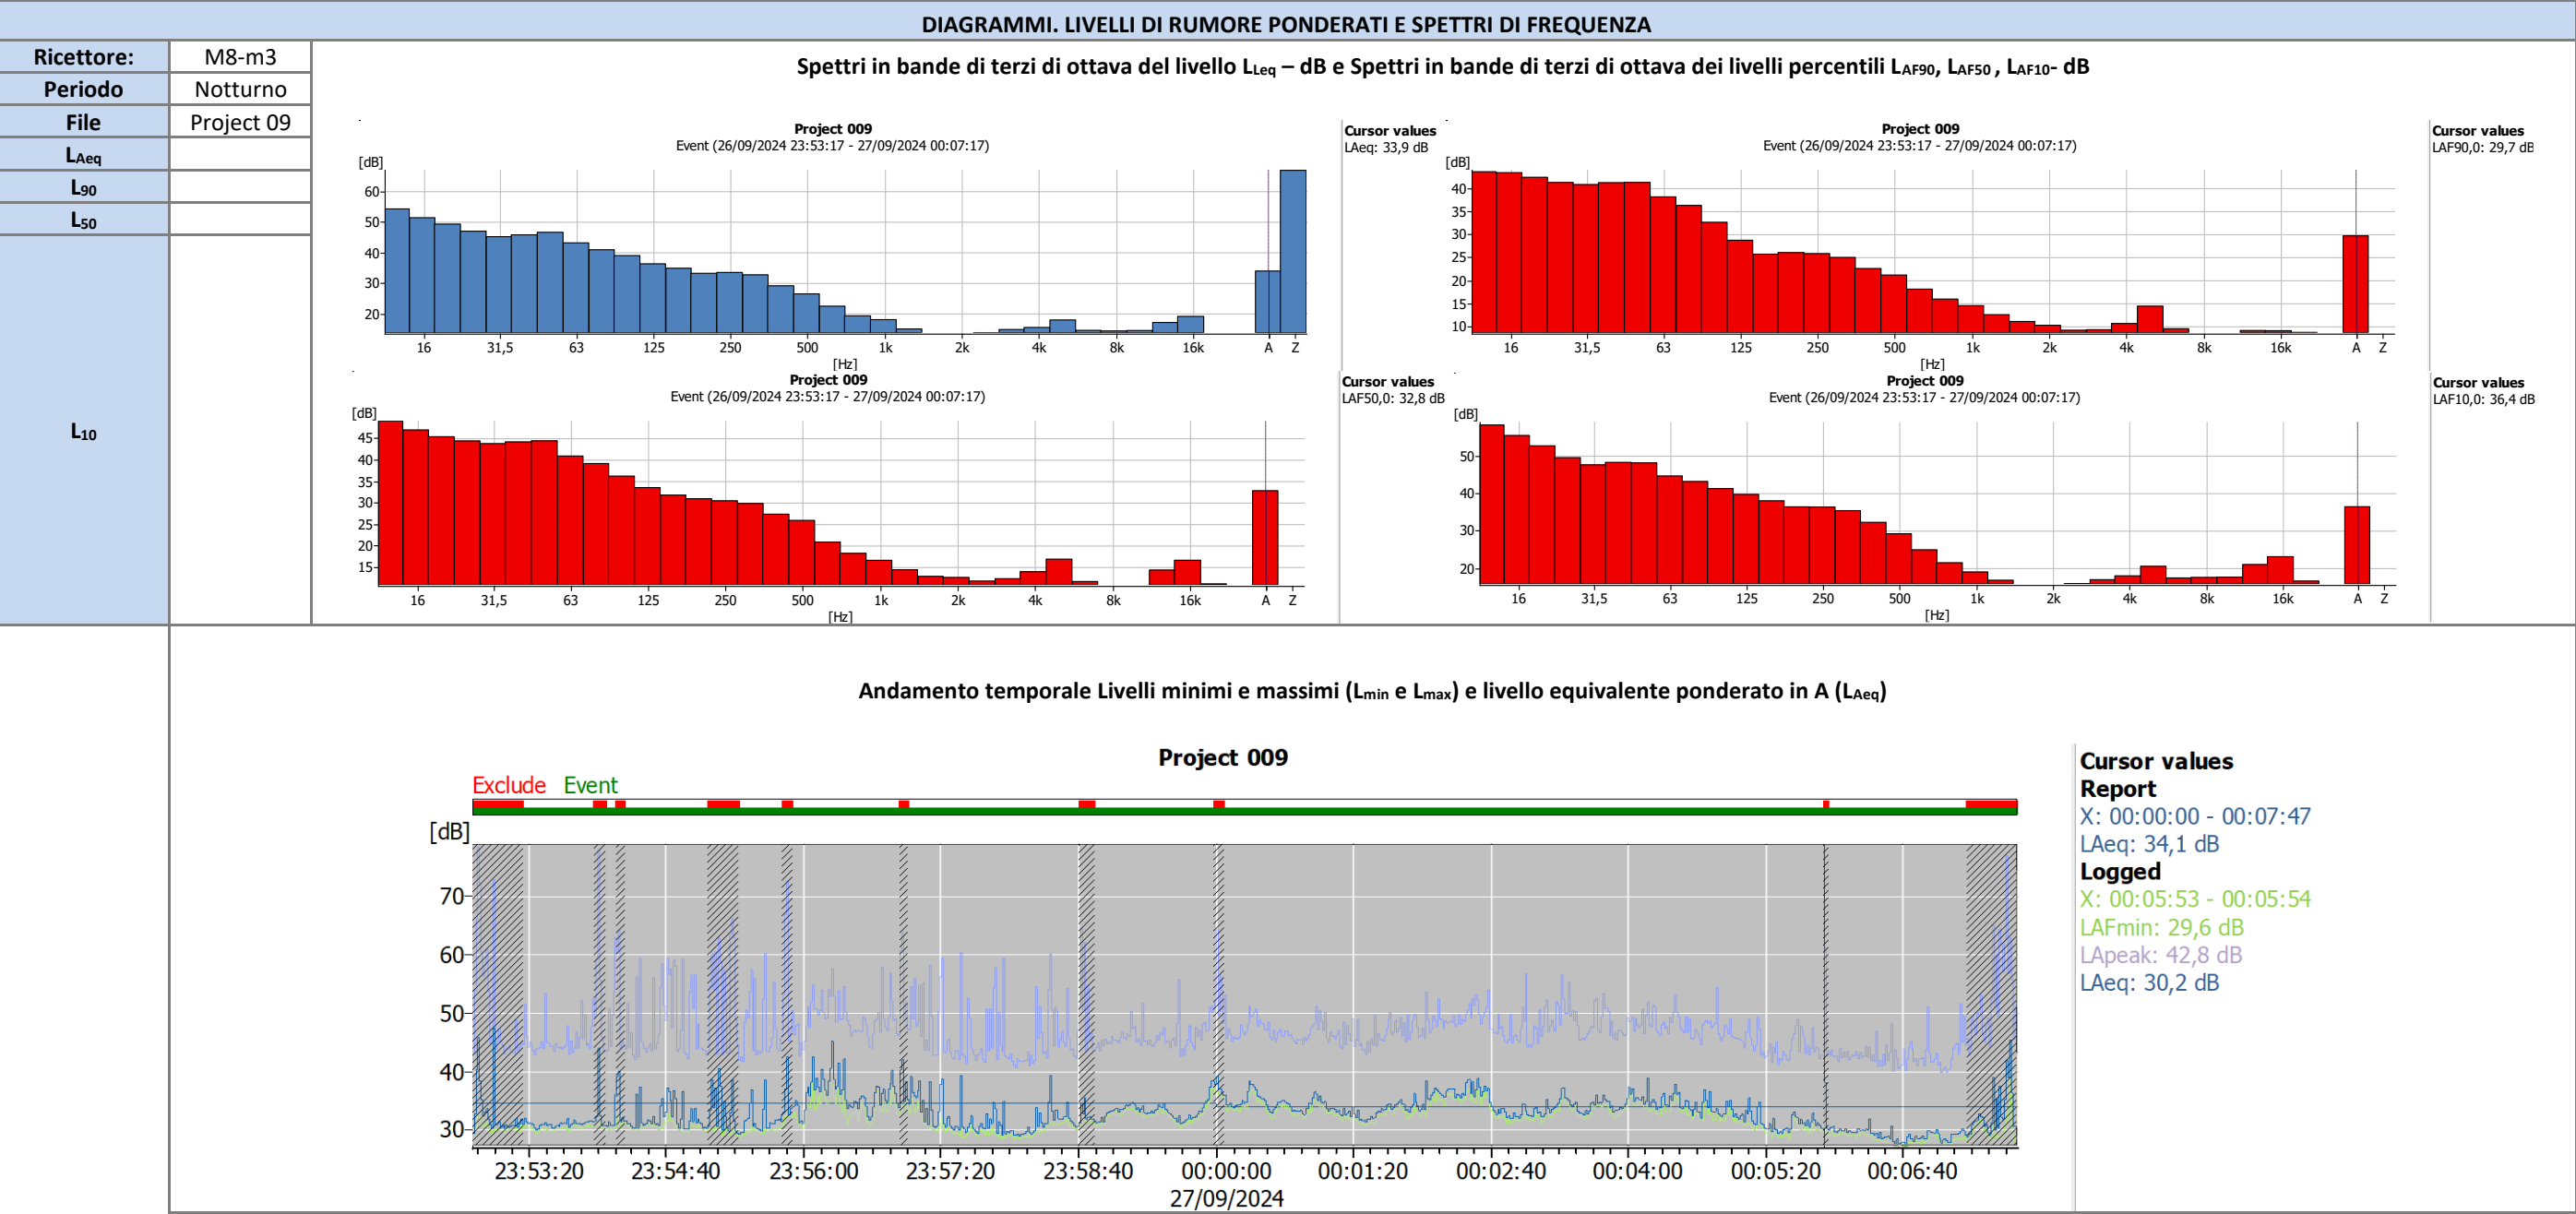 DIAGRAMMI. LIVELLI DI RUMORE PONDERATI E SPETTRI DI FREQUENZA
Ricettore: M8-m3
Periodo Notturno
File Project 09
LAeq
L90
L50
L10
Spettri in bande di terzi di ottava del livello LLeq – dB e Spettri in bande di terzi di ottava dei livelli percentili LAF90, LAF50 , LAF10- dB
Project 009
Event (26/09/2024 23:53:17 - 27/09/2024 00:07:17)
[dB]
60
50
40
30
20
16 31,5 63 125 250 500 1k 2k 4k 8k 16k A Z
[Hz]
Cursor values
LAeq: 33,9 dB
Project 009
Event (26/09/2024 23:53:17 - 27/09/2024 00:07:17)
[dB]
40
35
30
25
20
15
10
16 31,5 63 125 250 500 1k 2k 4k 8k 16k A Z
[Hz]
Cursor values
LAF90,0: 29,7 dB
Project 009
Event (26/09/2024 23:53:17 - 27/09/2024 00:07:17)
[dB]
45
40
35
30
25
20
15
16 31,5 63 125 250 500 1k 2k 4k 8k 16k A Z
[Hz]
Cursor values
LAF50,0: 32,8 dB
Project 009
Event (26/09/2024 23:53:17 - 27/09/2024 00:07:17)
[dB]
50
40
30
20
16 31,5 63 125 250 500 1k 2k 4k 8k 16k A Z
[Hz]
Cursor values
LAF10,0: 36,4 dB
Andamento temporale Livelli minimi e massimi (Lmin e Lmax) e livello equivalente ponderato in A (LAeq)
Project 009
Exclude Event
[dB]
70
60
50
40
30
23:53:20 23:54:40 23:56:00 23:57:20 23:58:40 00:00:00 00:01:20 00:02:40 00:04:00 00:05:20 00:06:40
27/09/2024
Cursor values
Report
X: 00:00:00 - 00:07:47
LAeq: 34,1 dB
Logged
X: 00:05:53 - 00:05:54
LAFmin: 29,6 dB
LApeak: 42,8 dB
LAeq: 30,2 dB